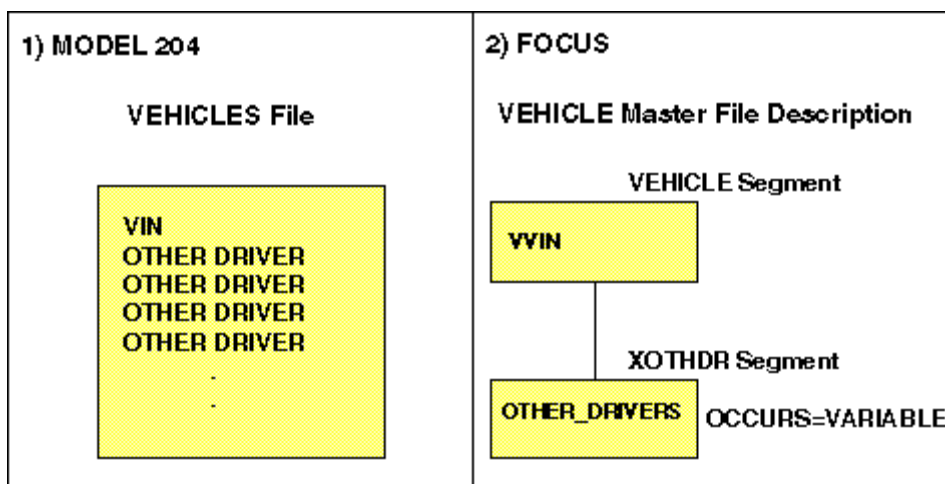 1) MODEL 204
VEHICLES File
VIN
OTHER DRIVER
OTHER DRIVER
OTHER DRIVER
OTHER DRIVER
.
.
2) FOCUS
VEHICLE Master File Description
VEHICLE Segment
VVIN
XOTHDR Segment
OTHER_DRIVERS
OCCURS=VARIABLE